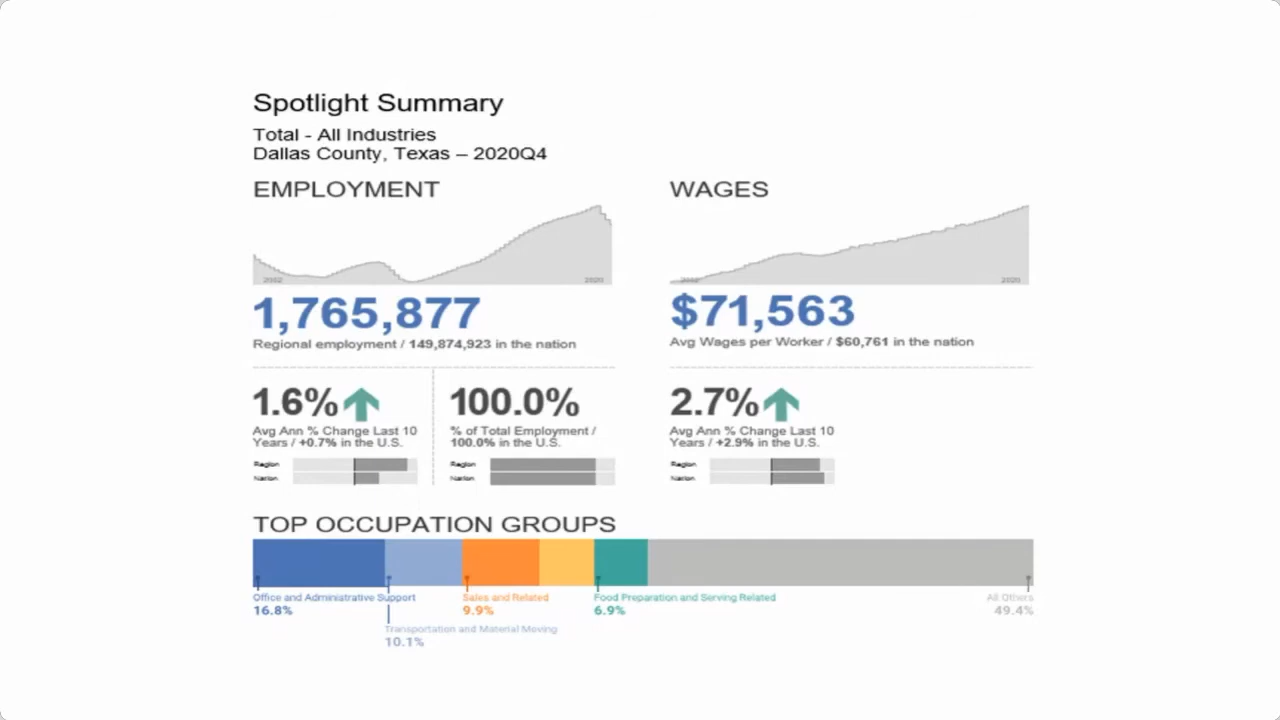 Spotlight Summary
Total - All Industries
Dallas County, Texas – 2020Q4
EMPLOYMENT
2002
2020
1,765,877
Regional employment / 149,874,923 in the nation
1.6%
Avg Ann % Change Last 10
Years / +0.7% in the U.S.
Region
Nation
100.0%
% of Total Employment /
100.0% in the U.S.
Region
Nation
WAGES
2002
2020
$71,563
Avg Wages per Worker / $60,761 in the nation
2.7%
Avg Ann % Change Last 10
Years / +2.9% in the U.S.
Region
Nation
TOP OCCUPATION GROUPS
Office and Administrative Support
16.8%
Transportation and Material Moving
10.1%
Sales and Related
9.9%
Food Preparation and Serving Related
6.9%
All Others
49.4%